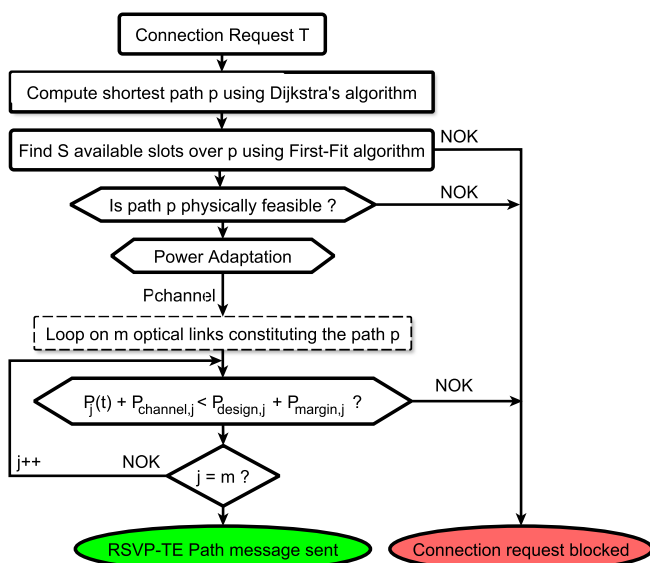 Connection Request T
Compute shortest path p using Dijkstra's algorithm
Find S available slots over p using First-Fit algorithm
NOK
Is path p physically feasible ?
NOK
Power Adaptation
Pchannel
Loop on m optical links constituting the path p
Pj(t) + Pchannel,j < Pdesign,j + Pmargin,j ?
NOK
j++
NOK
j = m ?
RSVP-TE Path message sent
Connection request blocked